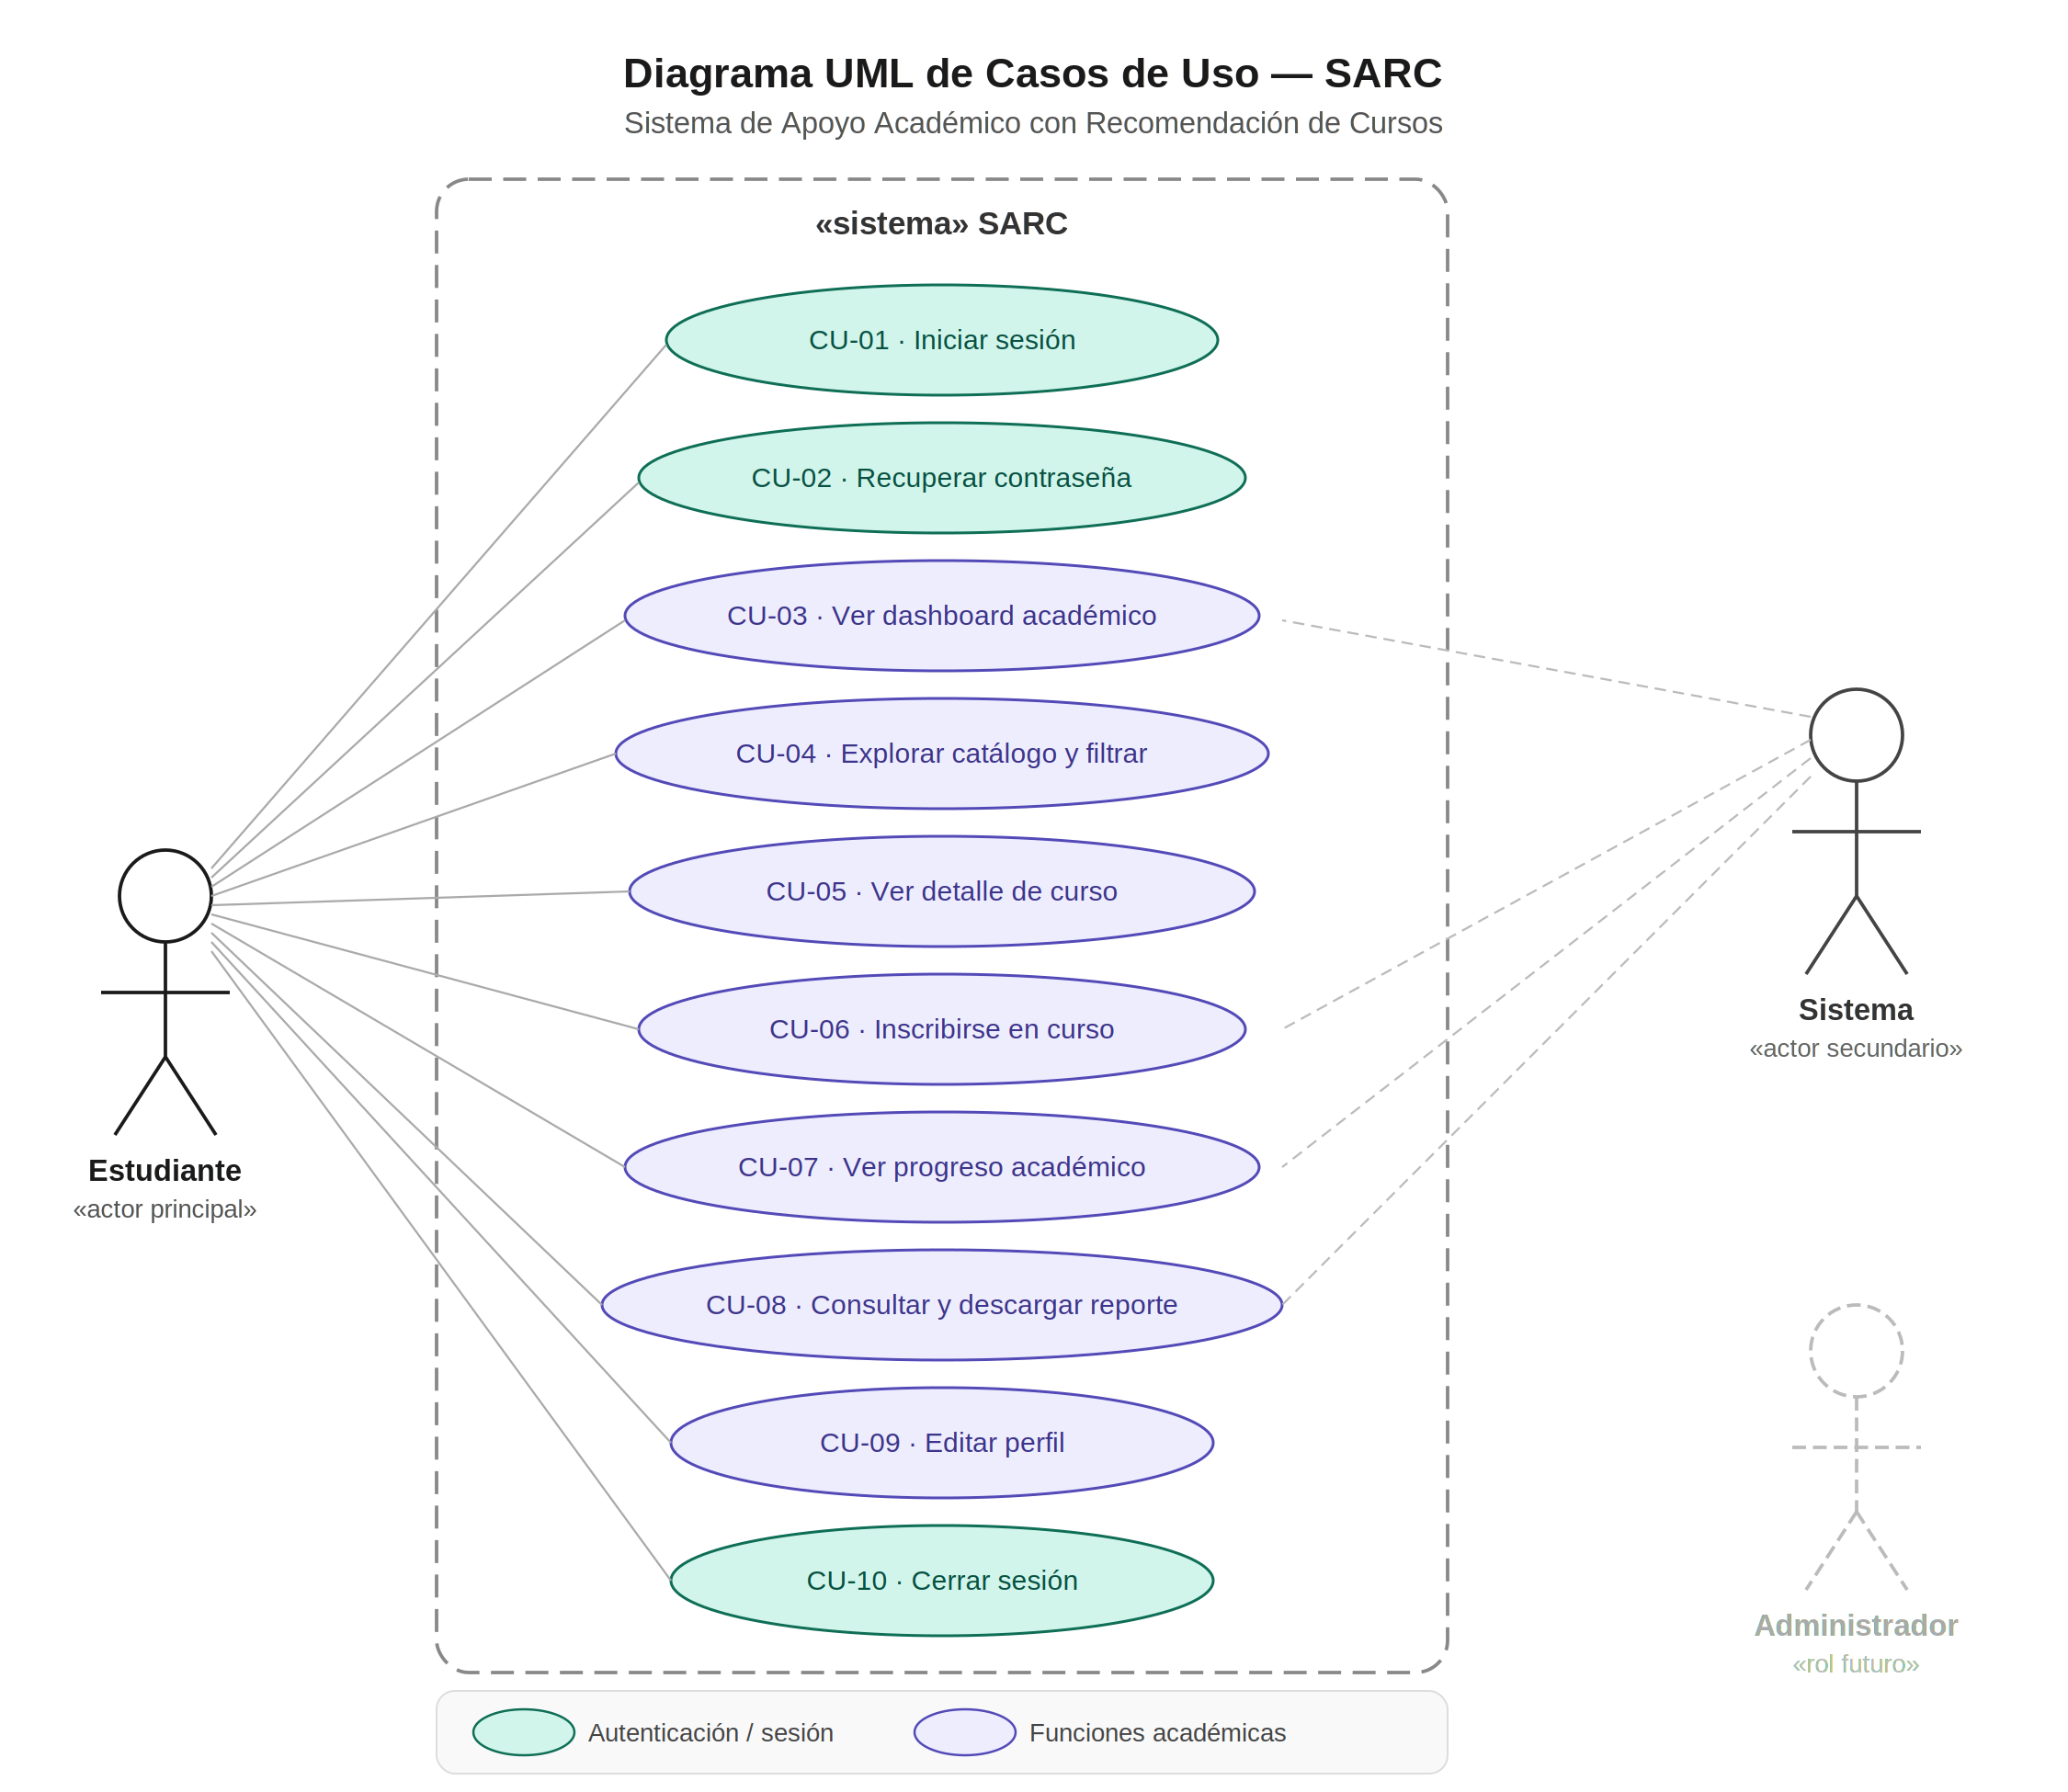 Diagrama UML de Casos de Uso — SARC
Sistema de Apoyo Académico con Recomendación de Cursos
«sistema» SARC
CU-01 · Iniciar sesión
CU-02 · Recuperar contraseña
CU-03 · Ver dashboard académico
CU-04 · Explorar catálogo y filtrar
CU-05 · Ver detalle de curso
CU-06 · Inscribirse en curso
CU-07 · Ver progreso académico
CU-08 · Consultar y descargar reporte
CU-09 · Editar perfil
CU-10 · Cerrar sesión
Estudiante
«actor principal»
Sistema
«actor secundario»
Administrador
«rol futuro»
Autenticación / sesión
Funciones académicas